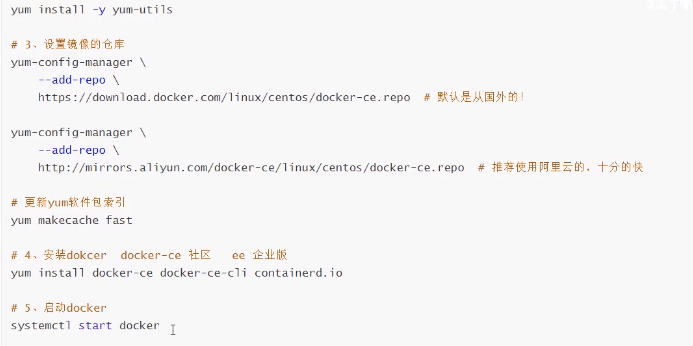 yum install -y yum-utils
# 3、设置镜像的仓库
yum-config-manager \
--add-repo \
https://download.docker.com/linux/centos/docker-ce.repo # 默认是从国外的！
yum-config-manager \
--add-repo \
http://mirrors.aliyun.com/docker-ce/linux/centos/docker-ce.repo # 推荐使用阿里云的，十分的快
# 更新yum软件包索引
yum makecache fast
# 4、安装dokcer docker-ce 社区 ee 企业版
yum install docker-ce docker-ce-cli containerd.io
# 5、启动docker
systemctl start docker